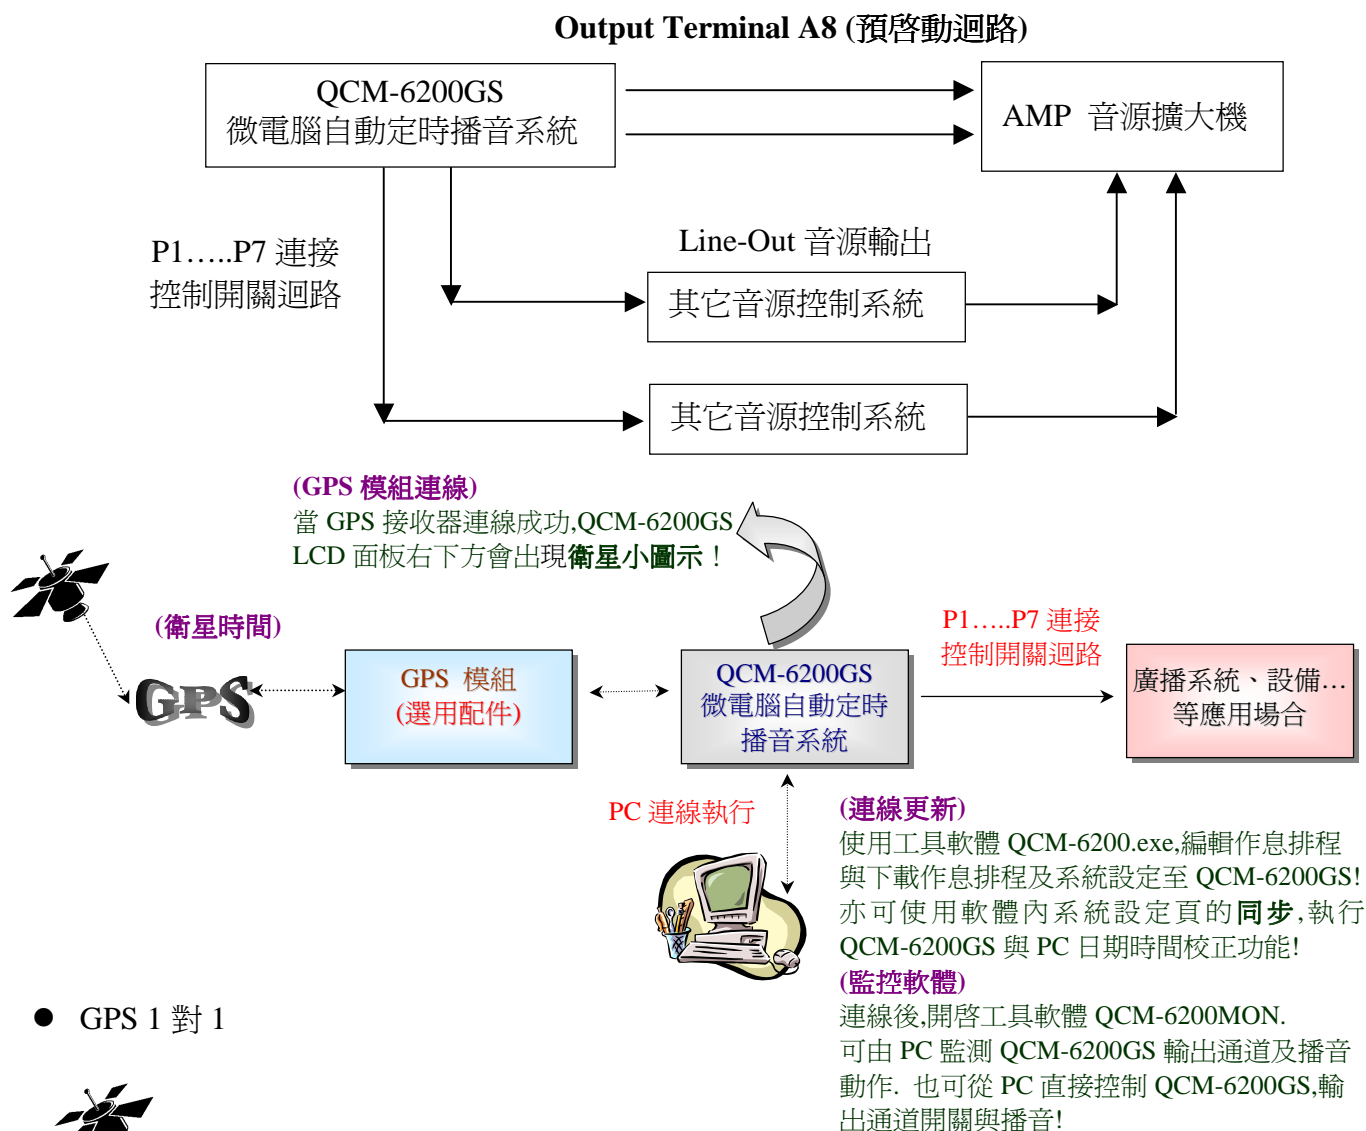 Output Terminal A8 (預啓動迴路)
QCM-6200GS
微電腦自動定時播音系統
AMP 音源擴大機
P1…..P7 連接
控制開關迴路
Line-Out 音源輸出
其它音源控制系統
其它音源控制系統
(GPS 模組連線)
當 GPS 接收器連線成功,QCM-6200GS
LCD 面板右下方會出現衛星小圖示！
(衛星時間)
GPS
GPS 模組
(選用配件)
QCM-6200GS
微電腦自動定時
播音系統
P1…..P7 連接
控制開關迴路
廣播系統、設備…
等應用場合
PC 連線執行
(連線更新)
使用工具軟體 QCM-6200.exe,編輯作息排程
與下載作息排程及系統設定至 QCM-6200GS!
亦可使用軟體內系統設定頁的同步,執行
QCM-6200GS 與 PC 日期時間校正功能!
(監控軟體)
連線後,開啓工具軟體 QCM-6200MON.
可由 PC 監測 QCM-6200GS 輸出通道及播音
動作. 也可從 PC 直接控制 QCM-6200GS,輸
出通道開關與播音!
● GPS 1 對 1